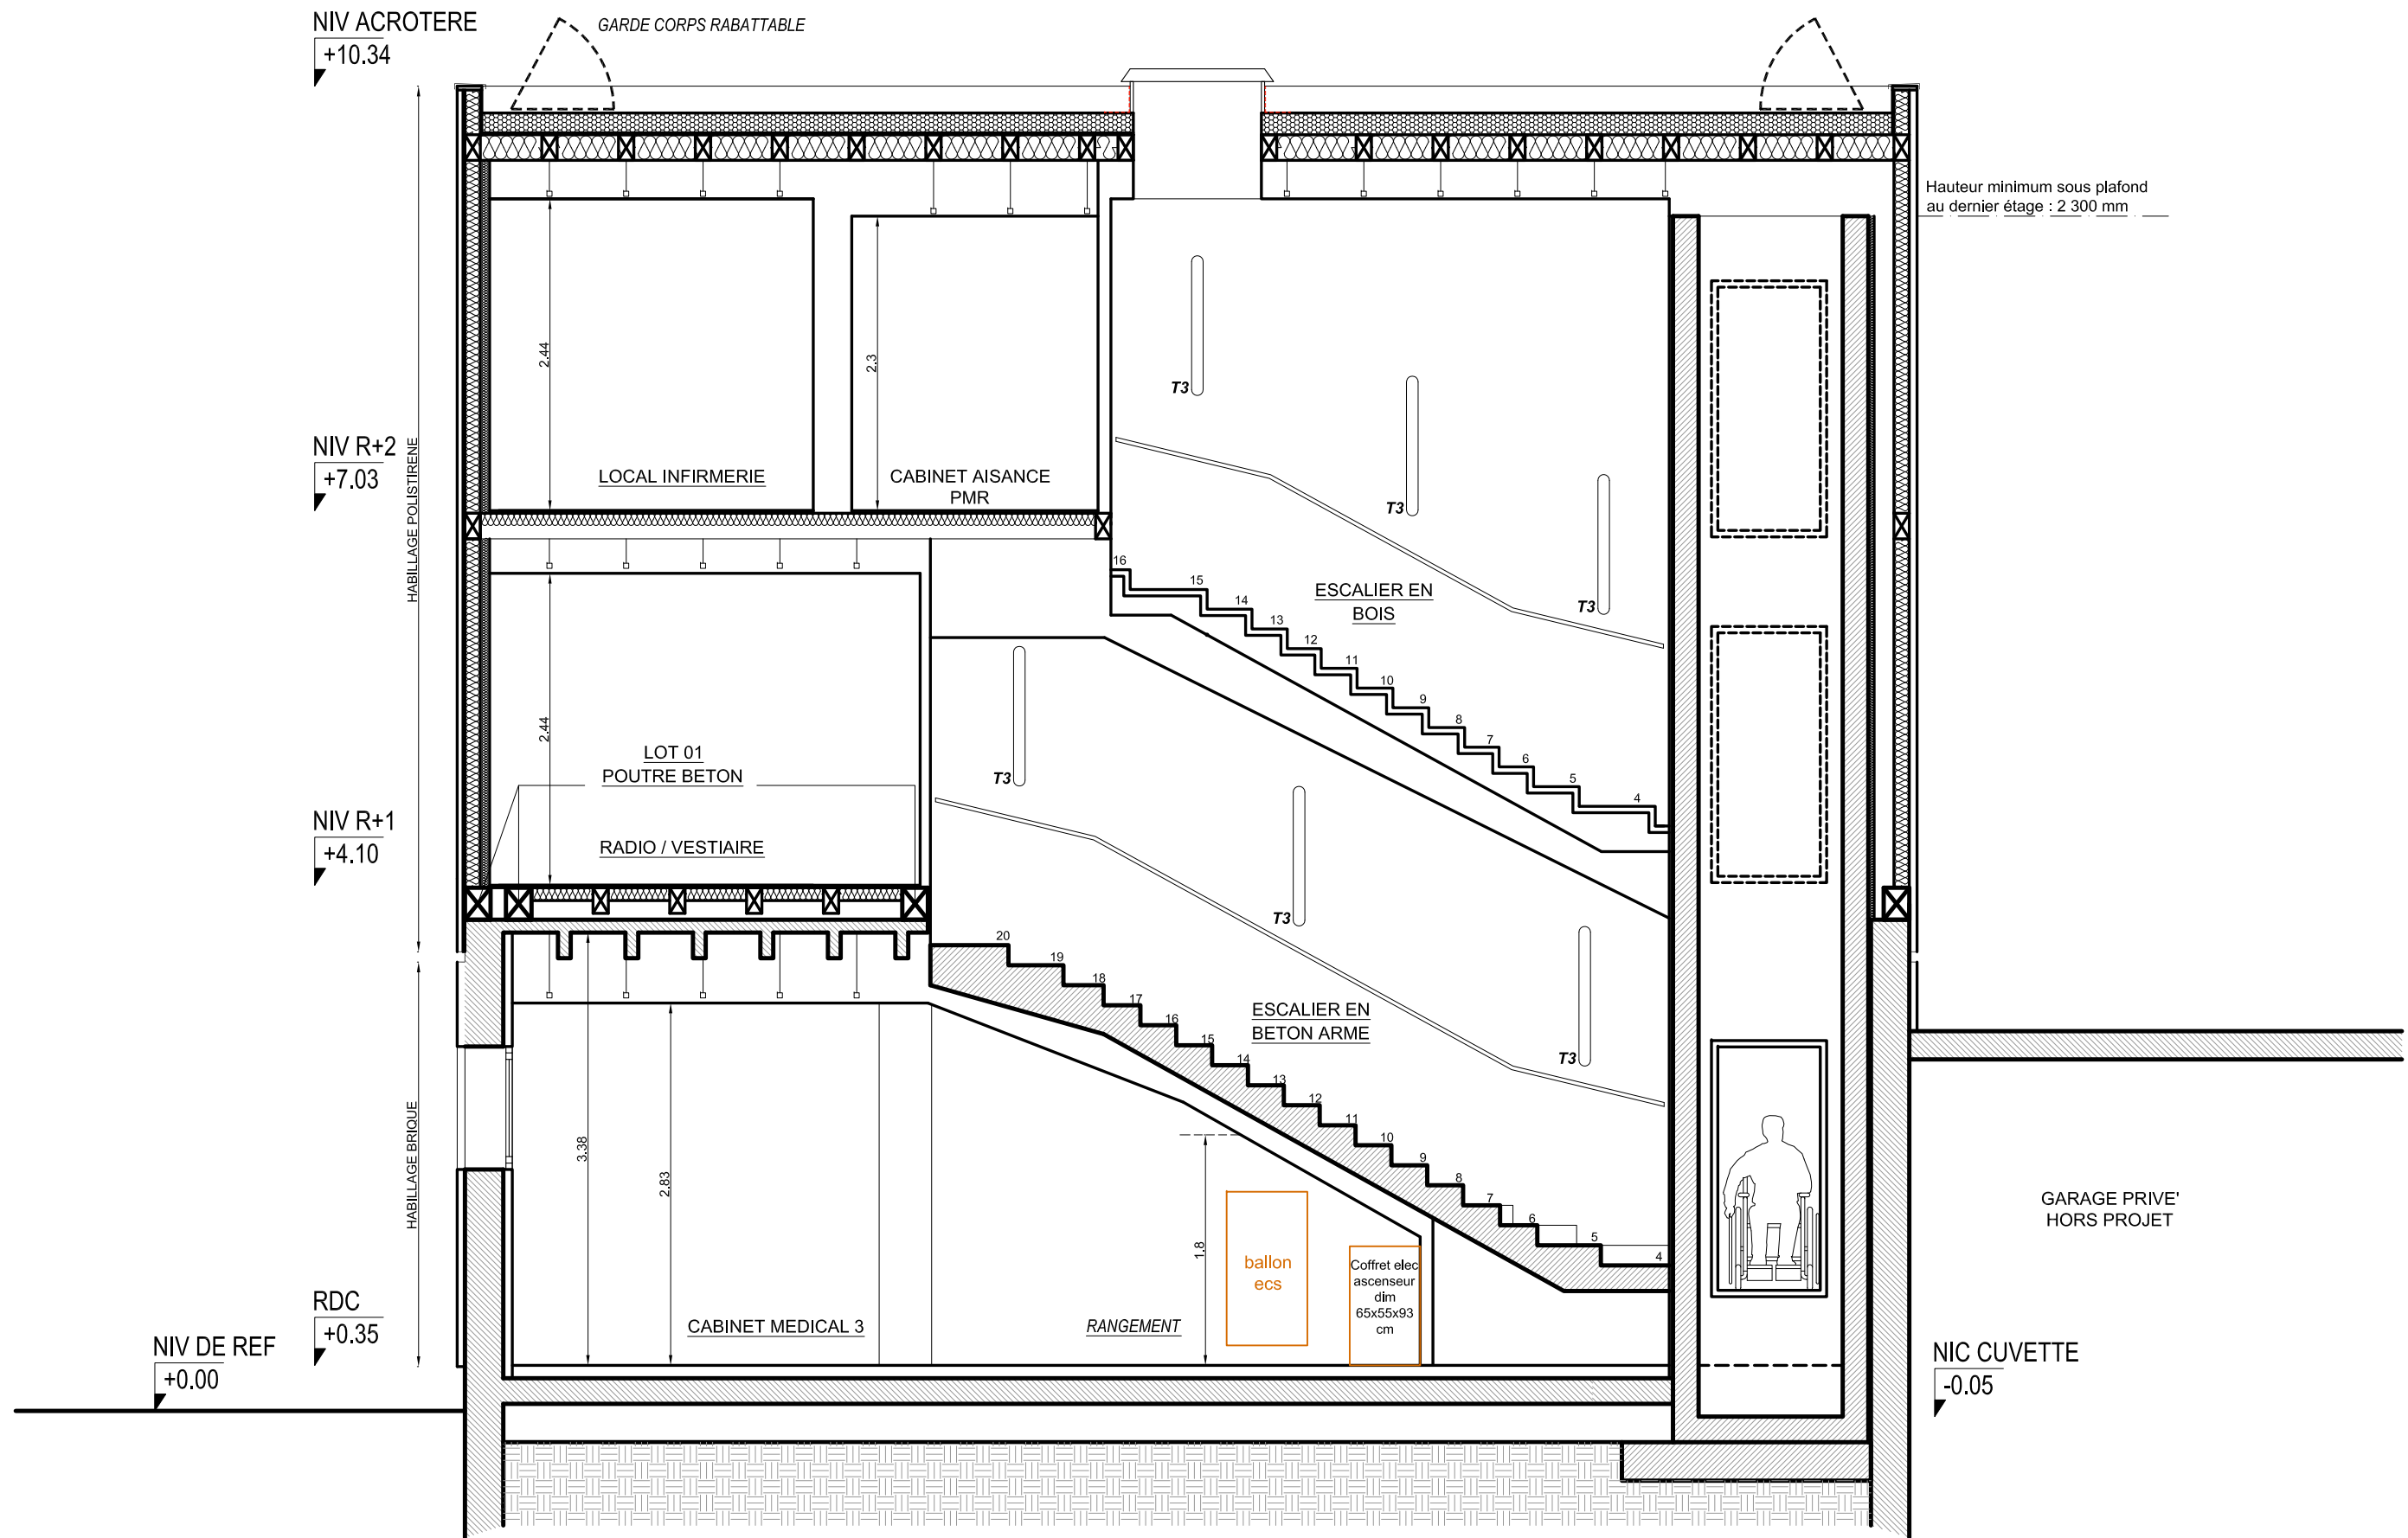 NIV ACROTERE
+10.34
GARDE CORPS RABATTABLE
Hauteur minimum sous plafond
au dernier étage : 2 300 mm
2.44
2.3
T3
T3
T3
NIV R+2
+7.03
HABILLAGE POLISTIRENE
LOCAL INFIRMERIE
CABINET AISANCE
PMR
16
15
14
13
12
11
10
9
8
7
6
5
4
ESCALIER EN
BOIS
2.44
LOT 01
POUTRE BETON
RADIO / VESTIAIRE
T3
T3
T3
NIV R+1
+4.10
20
19
18
17
16
15
14
13
12
11
10
9
8
7
6
5
4
ESCALIER EN
BETON ARME
HABILLAGE BRIQUE
3.38
2.83
1.8
ballon
ecs
Coffret elec
ascenseur
dim
65x55x93
cm
GARAGE PRIVE'
HORS PROJET
RDC
+0.35
CABINET MEDICAL 3
RANGEMENT
NIV DE REF
+0.00
NIC CUVETTE
-0.05